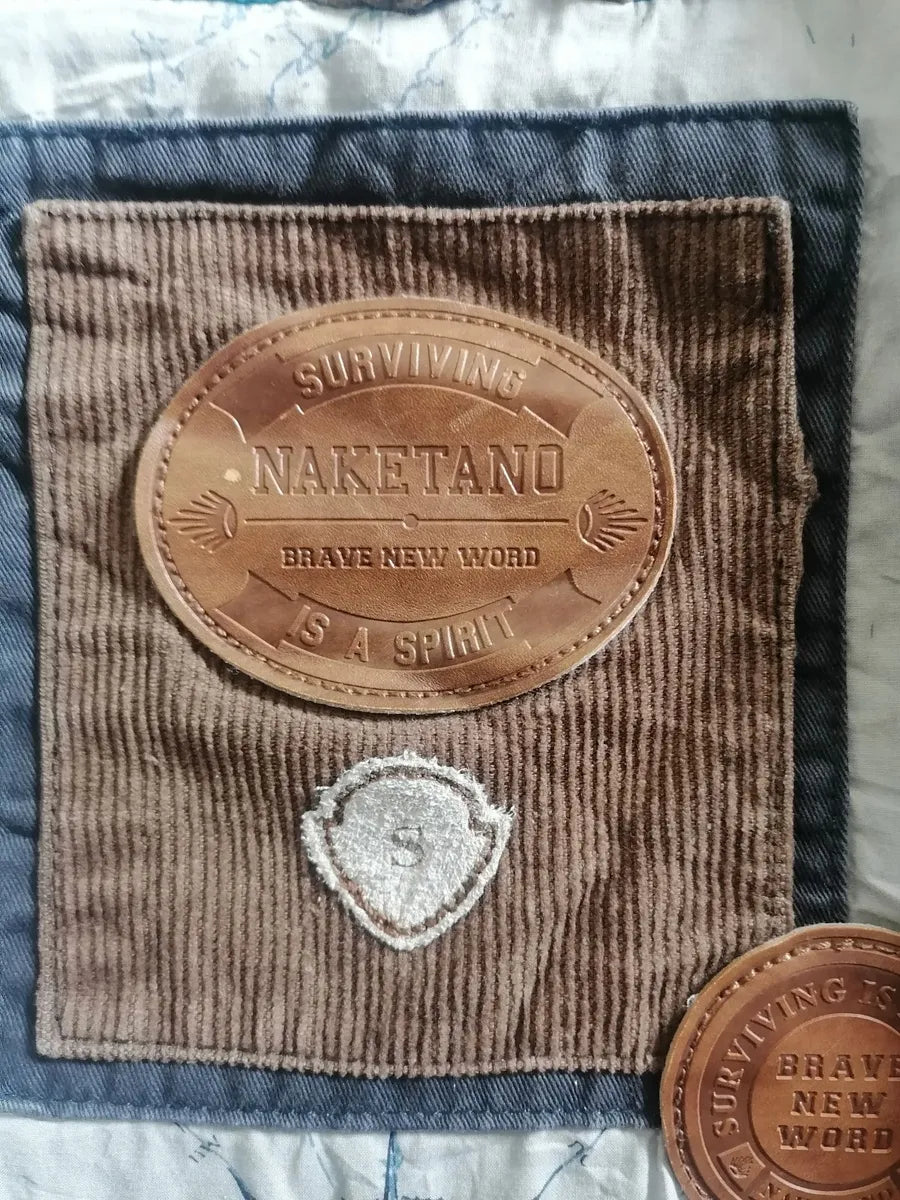 SURVIVING
NAKETANO
BRAVE NEW WORD
IS A SPIRIT
S
SURVIVING IS
BRAVE
NEW
WORD